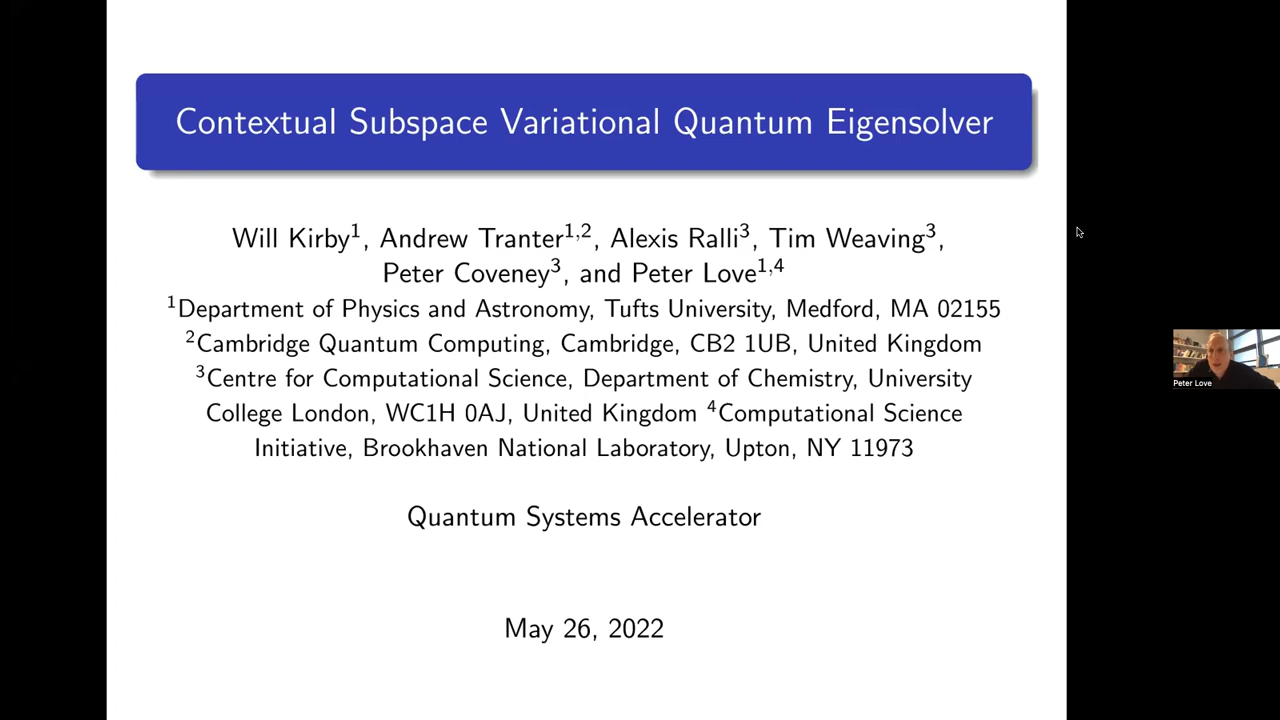 Contextual Subspace Variational Quantum Eigensolver
Will Kirby¹, Andrew Tranter¹,², Alexis Ralli³, Tim Weaving³,
Peter Coveney³, and Peter Love¹,⁴
¹Department of Physics and Astronomy, Tufts University, Medford, MA 02155
²Cambridge Quantum Computing, Cambridge, CB2 1UB, United Kingdom
³Centre for Computational Science, Department of Chemistry, University
College London, WC1H 0AJ, United Kingdom ⁴Computational Science
Initiative, Brookhaven National Laboratory, Upton, NY 11973
Quantum Systems Accelerator
May 26, 2022
Peter Love